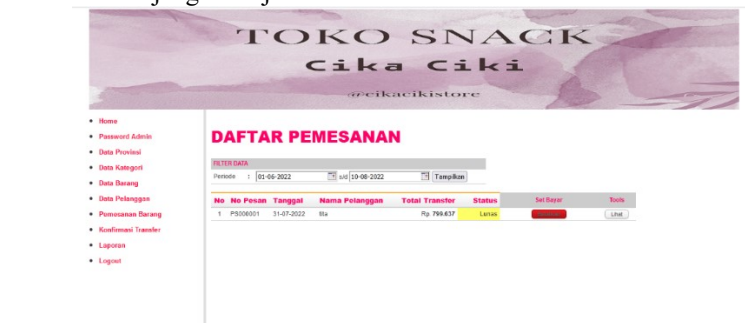 TOKO SNACK
Cika Ciki
@cikacikistore
Home
Password Admin
Data Provinsi
Data Kategori
Data Barang
Data Pelanggan
Pemesanan Barang
Konfirmasi Transfer
Laporan
Logout
DAFTAR PEMESANAN
FILTER DATA
Periode : 01-06-2022 s/d 10-08-2022 Tampilkan
No No Pesan Tanggal Nama Pelanggan Total Transfer Status Set Bayar Tools
1 PS006001 31-07-2022 tita Rp. 799.637 Lunas Lihat